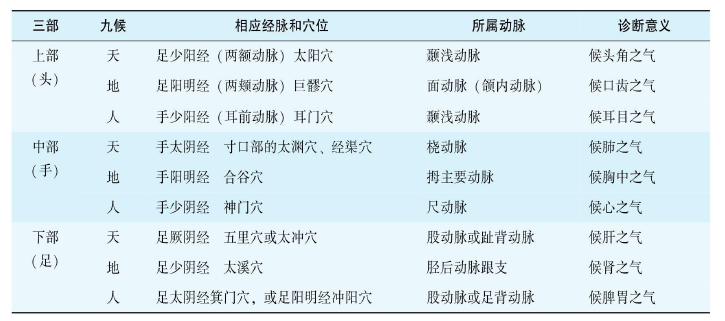 三部 九候 相应经脉和穴位 所属动脉 诊断意义
上部 天 足少阳经（两额动脉）太阳穴 颞浅动脉 候头角之气
（头） 地 足阳明经（两颊动脉）巨髎穴 面动脉（颌内动脉） 候口齿之气
人 手少阳经（耳前动脉）耳门穴 颞浅动脉 候耳目之气
中部 天 手太阴经 寸口部的太渊穴、经渠穴 桡动脉 候肺之气
（手） 地 手阳明经 合谷穴 拇主要动脉 候胸中之气
人 手少阴经 神门穴 尺动脉 候心之气
下部 天 足厥阴经 五里穴或太冲穴 股动脉或趾背动脉 候肝之气
（足） 地 足少阴经 太溪穴 胫后动脉跟支 候肾之气
人 足太阴经箕门穴，或足阳明经冲阳穴 股动脉或足背动脉 候脾胃之气